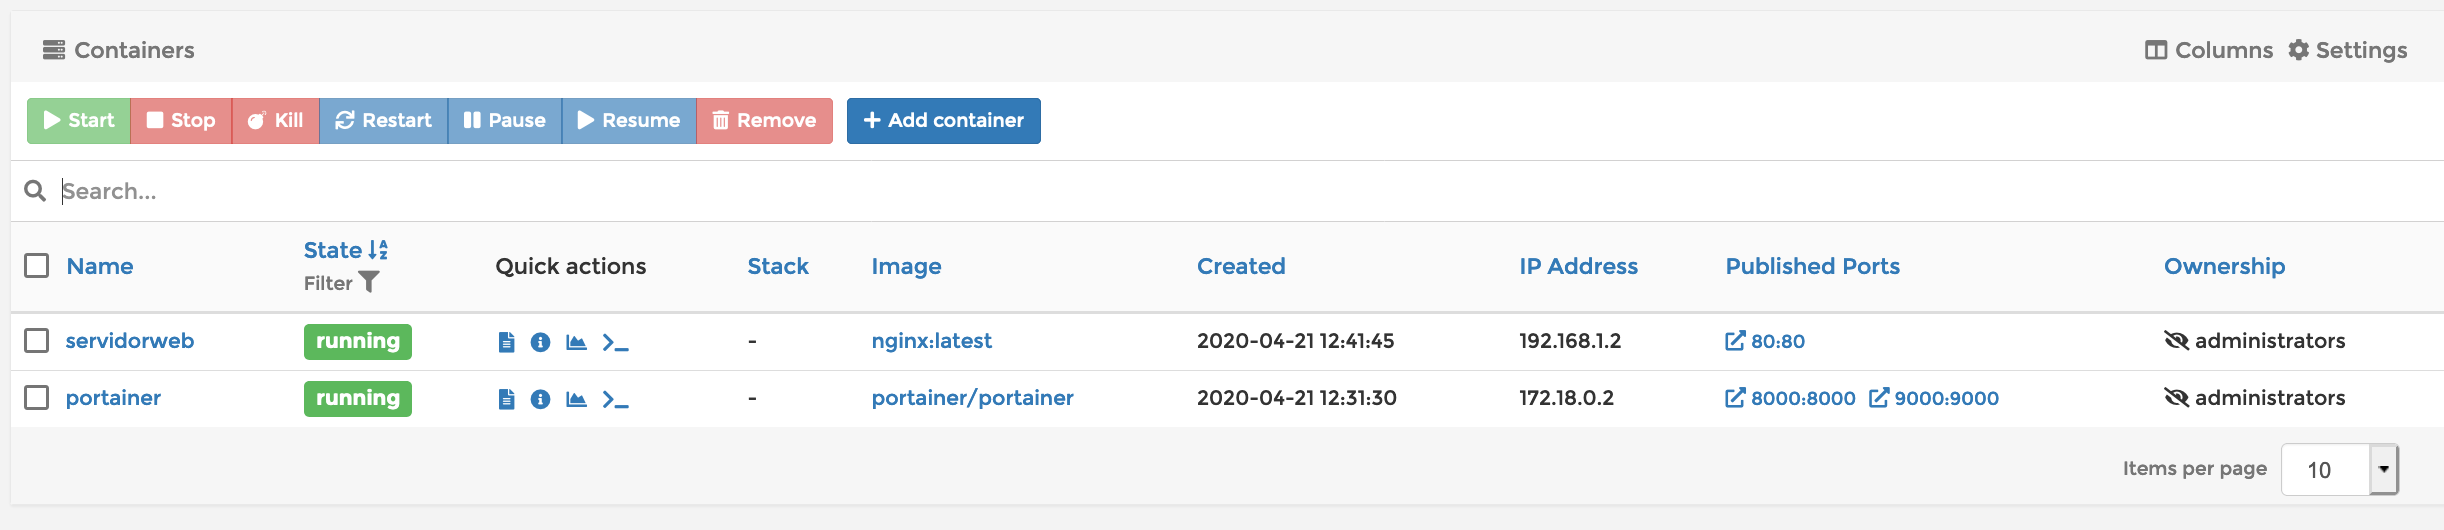 Containers Columns Settings
Start Stop Kill Restart Pause Resume Remove + Add container
Search...
Name State Filter Quick actions Stack Image Created IP Address Published Ports Ownership
servidorweb running - nginx:latest 2020-04-21 12:41:45 192.168.1.2 80:80 administrators
portainer running - portainer/portainer 2020-04-21 12:31:30 172.18.0.2 8000:8000 9000:9000 administrators
Items per page 10